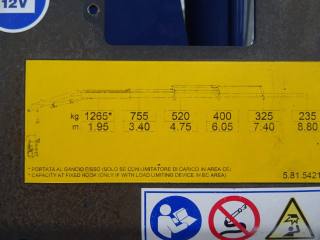 12V
kg 1265* 755 520 400 325 235
m 1.95 3.40 4.75 6.05 7.40 8.80
* PORTATA AL GANCIO FISSO (SOLO SE CON LIMITATORE DI CARICO IN AREA CE)
* CAPACITY AT FIXED HOOK (ONLY IF WITH LOAD LIMITING DEVICE IN EC AREA)
5.81.5421